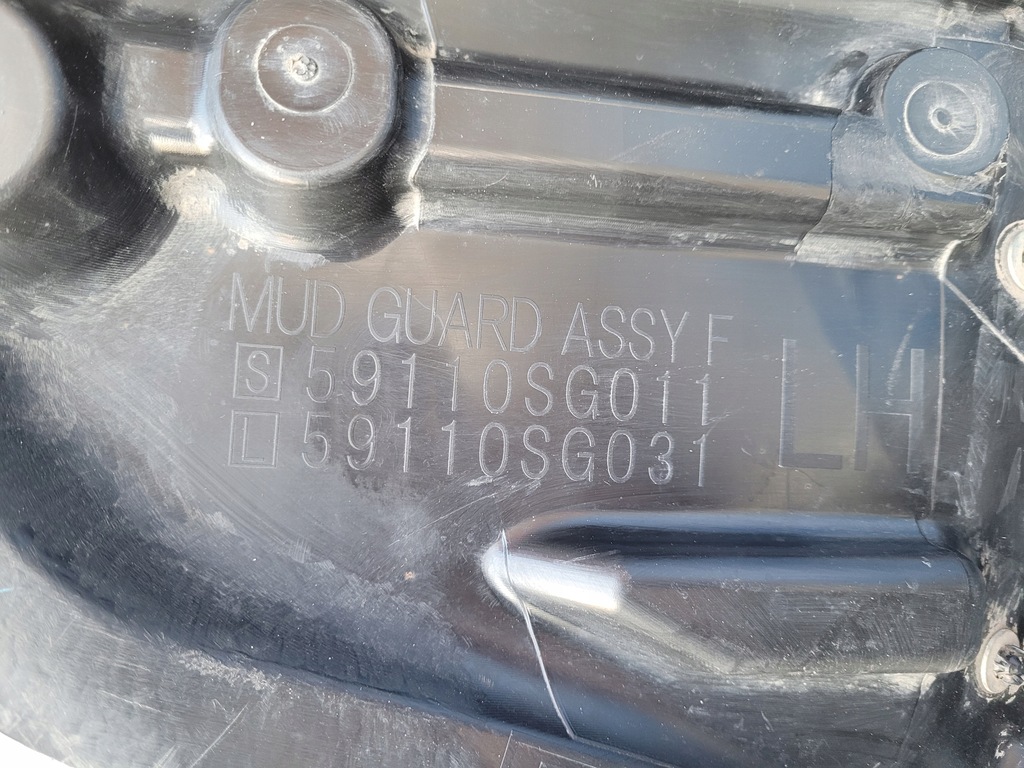 MUD GUARD ASSY F
S 59110SG011
L 59110SG031
LH